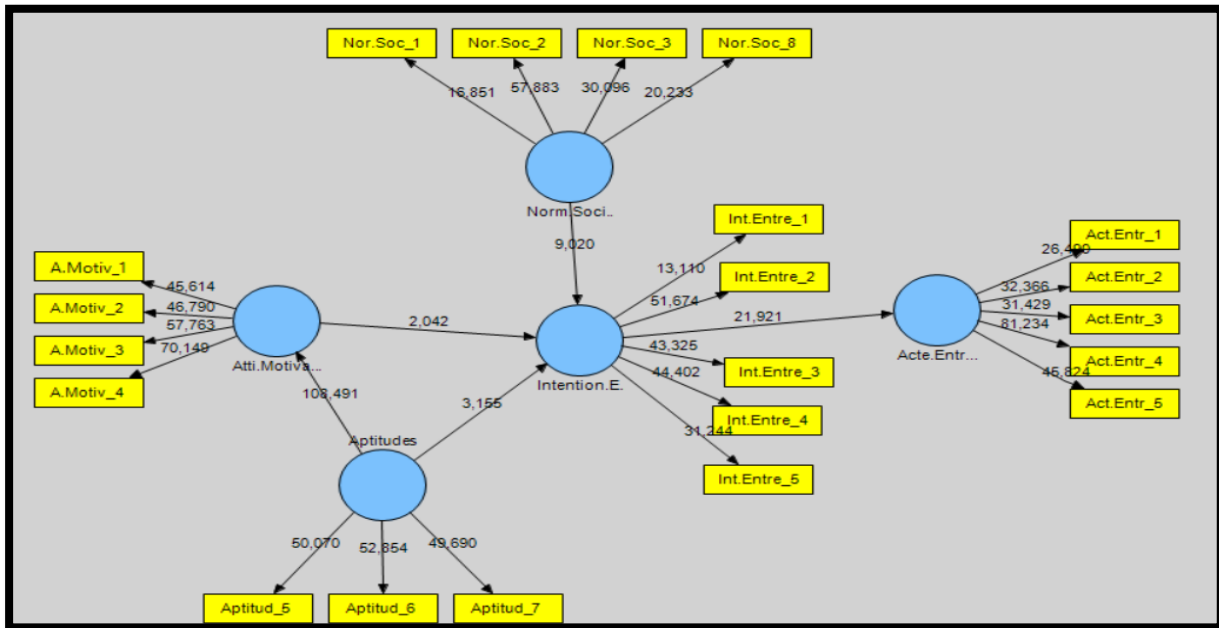 Nor.Soc_1
Nor.Soc_2
Nor.Soc_3
Nor.Soc_8
16,851
57,883
30,096
20,233
Norm.Soci..
9,020
Int.Entre_1
Int.Entre_2
Int.Entre_3
Int.Entre_4
Int.Entre_5
13,110
51,674
43,325
44,402
31,244
Intention.E.
21,921
Act.Entr_1
Act.Entr_2
Act.Entr_3
Act.Entr_4
Act.Entr_5
26,490
32,366
31,429
81,234
45,824
Acte.Entr...
A.Motiv_1
A.Motiv_2
A.Motiv_3
A.Motiv_4
45,614
46,790
57,763
70,149
Atti.Motiva...
2,042
108,491
3,155
Aptitudes
50,070
52,854
49,690
Aptitud_5
Aptitud_6
Aptitud_7